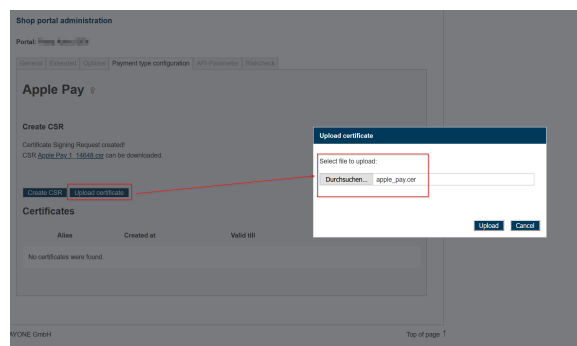 Shop portal administration
Portal:
General Extended Options Payment type configuration API-Parameter Riskcheck
Apple Pay
Create CSR
Certificate Signing Request created!
CSR Apple Pay 1_14648.csr can be downloaded.
Create CSR Upload certificate
Certificates
Alias Created at Valid till
No certificates were found.
Upload certificate
Select file to upload:
Durchsuchen... apple_pay.cer
Upload Cancel
AYONE GmbH
Top of page ↑